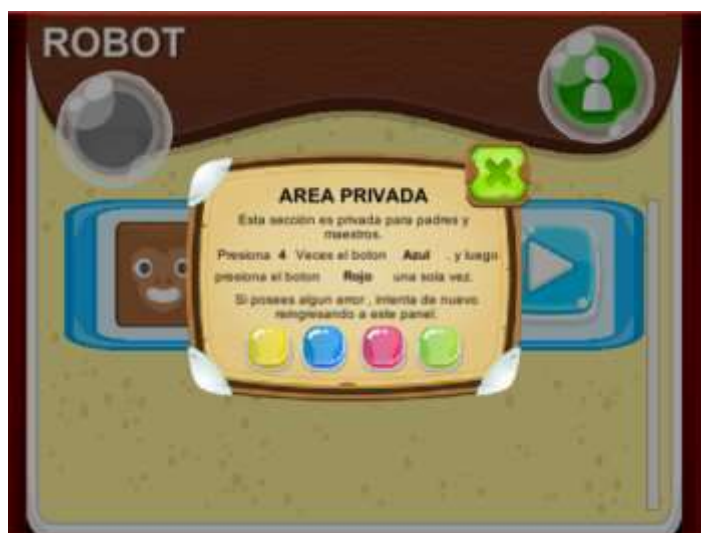 ROBOT
AREA PRIVADA
Esta sección es privada para padres y
maestros.
Presiona 4 Veces el boton Azul , y luego
presiona el boton Rojo una sola vez.
Si posees algun error , intenta de nuevo
reingresando a este panel.